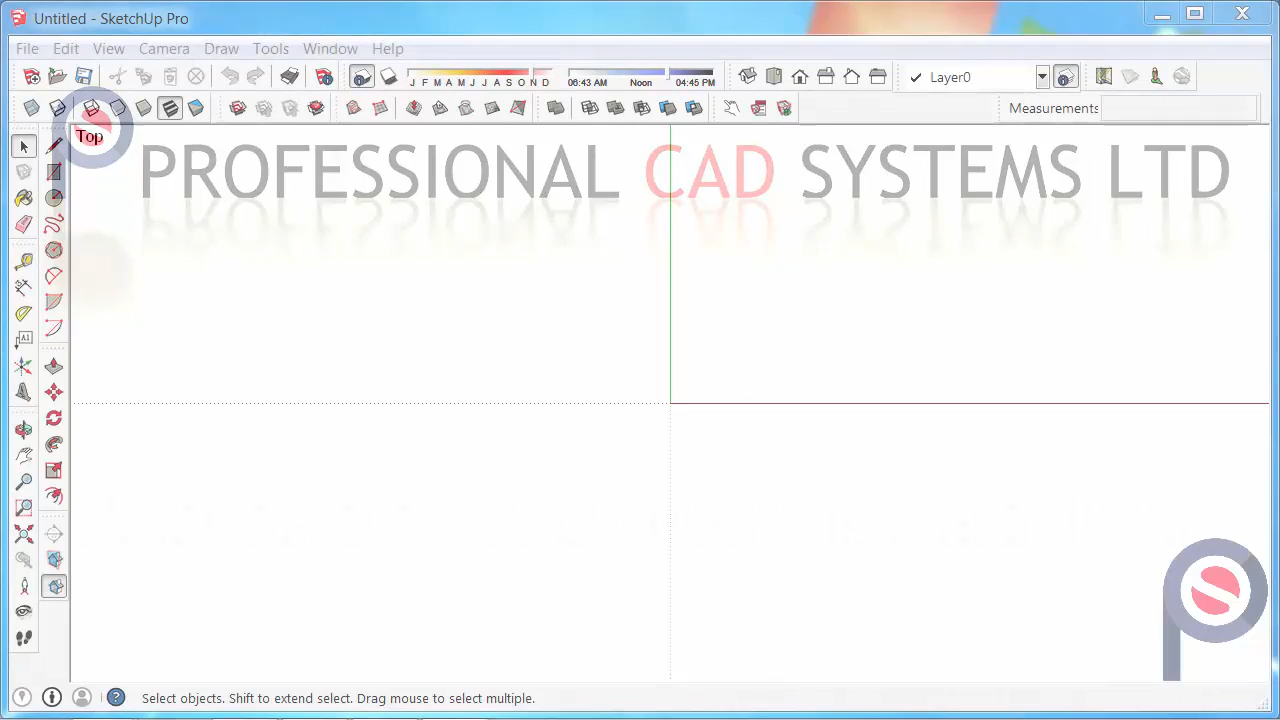 Untitled - SketchUp Pro
File Edit View Camera Draw Tools Window Help
J F M A M J J A S O N D 06:43 AM Noon 04:45 PM Layer0
Measurements
Top
PROFESSIONAL CAD SYSTEMS LTD
A1
Select objects. Shift to extend select. Drag mouse to select multiple.